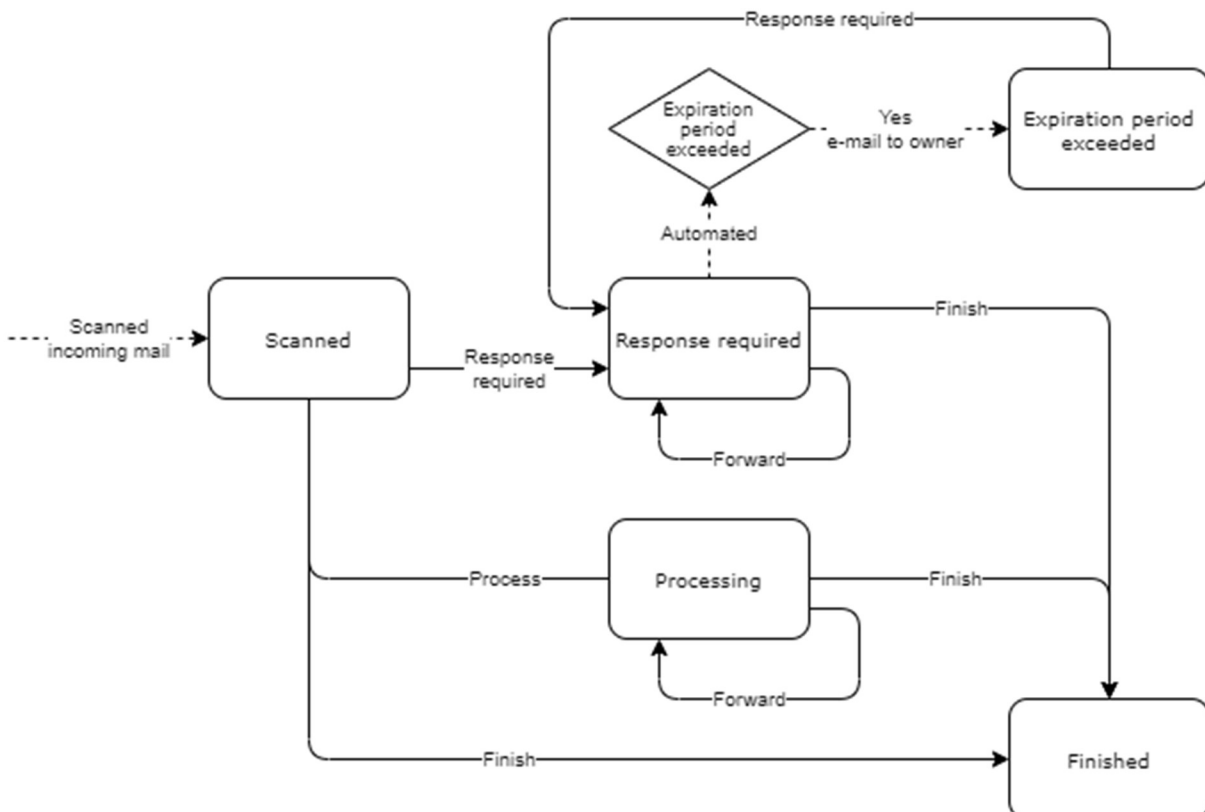 Response required
Expiration
period
exceeded
Yes
e-mail to owner
Expiration period
exceeded
Automated
Scanned
incoming mail
Scanned
Response
required
Response required
Finish
Forward
Process
Processing
Finish
Forward
Finish
Finished